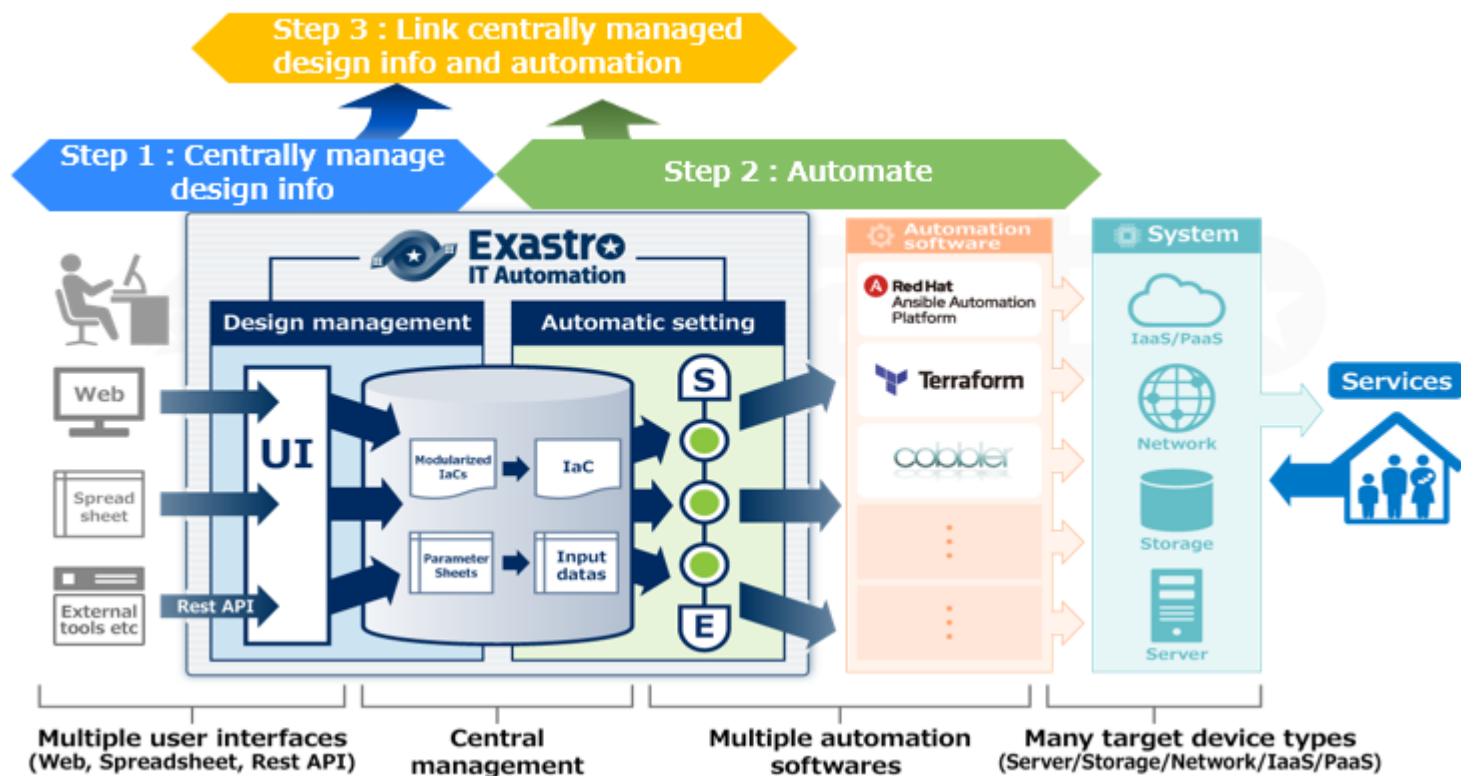 Step 3 : Link centrally managed
design info and automation
Step 1 : Centrally manage
design info
Step 2 : Automate
Exastro
IT Automation
Automation
software
System
Design management
Automatic setting
Red Hat
Ansible Automation
Platform
IaaS/PaaS
Web
UI
S
Terraform
Services
Modularized
IaCs
IaC
cobbler
Network
Spread
sheet
Parameter
Sheets
Input
datas
Storage
External
tools etc
Rest API
E
Server
Multiple user interfaces
(Web, Spreadsheet, Rest API)
Central
management
Multiple automation
softwares
Many target device types
(Server/Storage/Network/IaaS/PaaS)